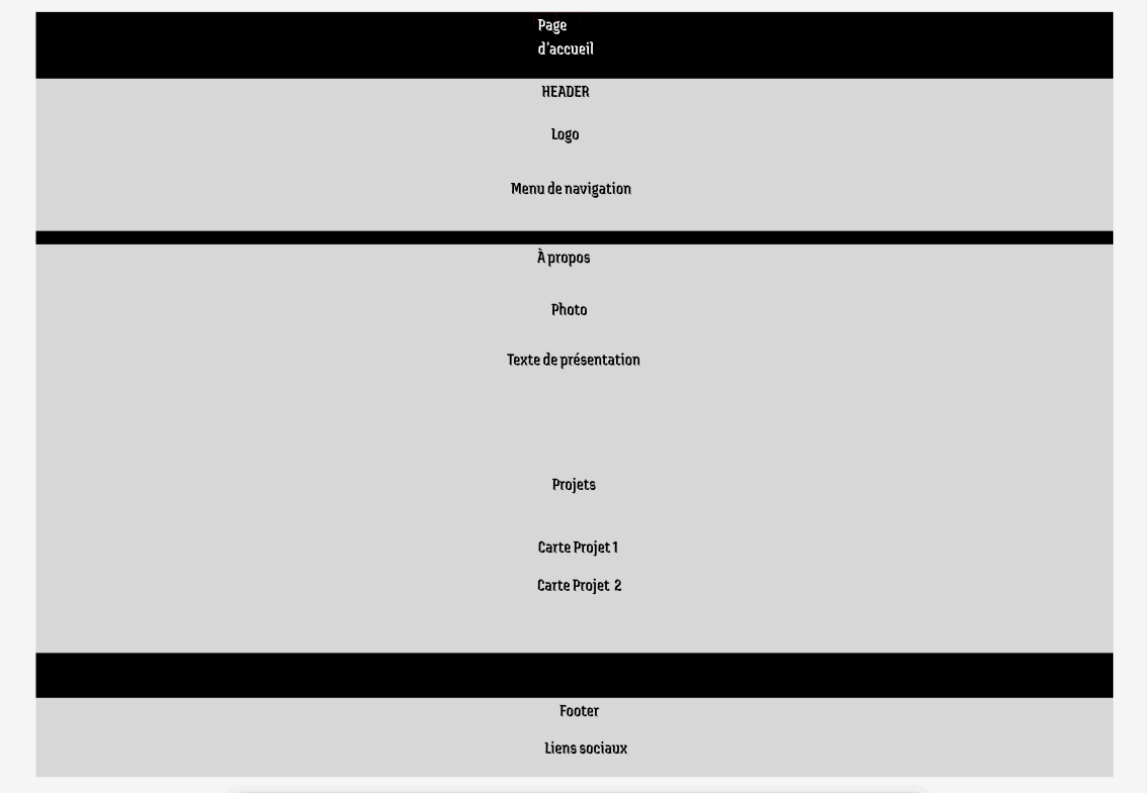 Page
d'accueil
HEADER
Logo
Menu de navigation
À propos
Photo
Texte de présentation
Projets
Carte Projet 1
Carte Projet 2
Footer
Liens sociaux